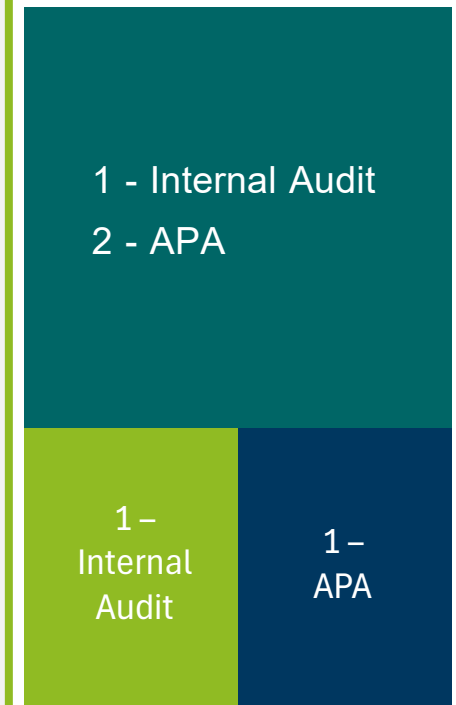 1 - Internal Audit
2 - APA
1 –
Internal
Audit
1 –
APA